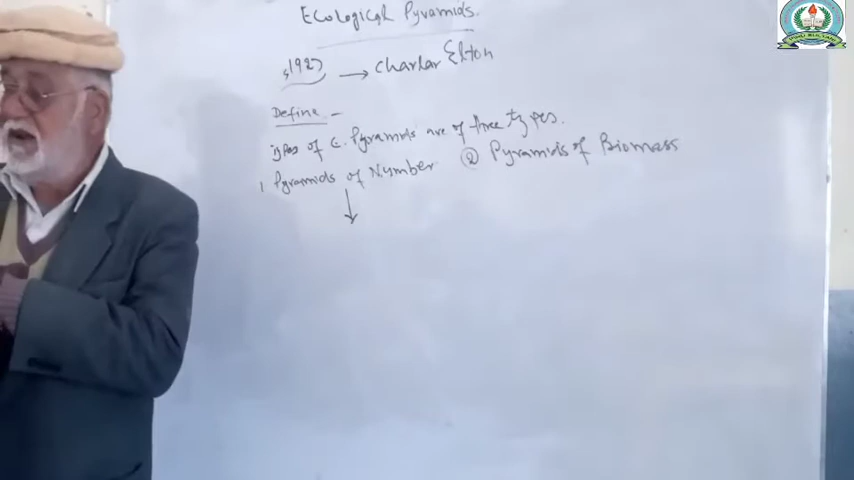 Ecological Pyramids.
1927 → Charlar Elton
Define -
types of E. Pyramids are of three types.
1 Pyramids of Number ② Pyramids of Biomass